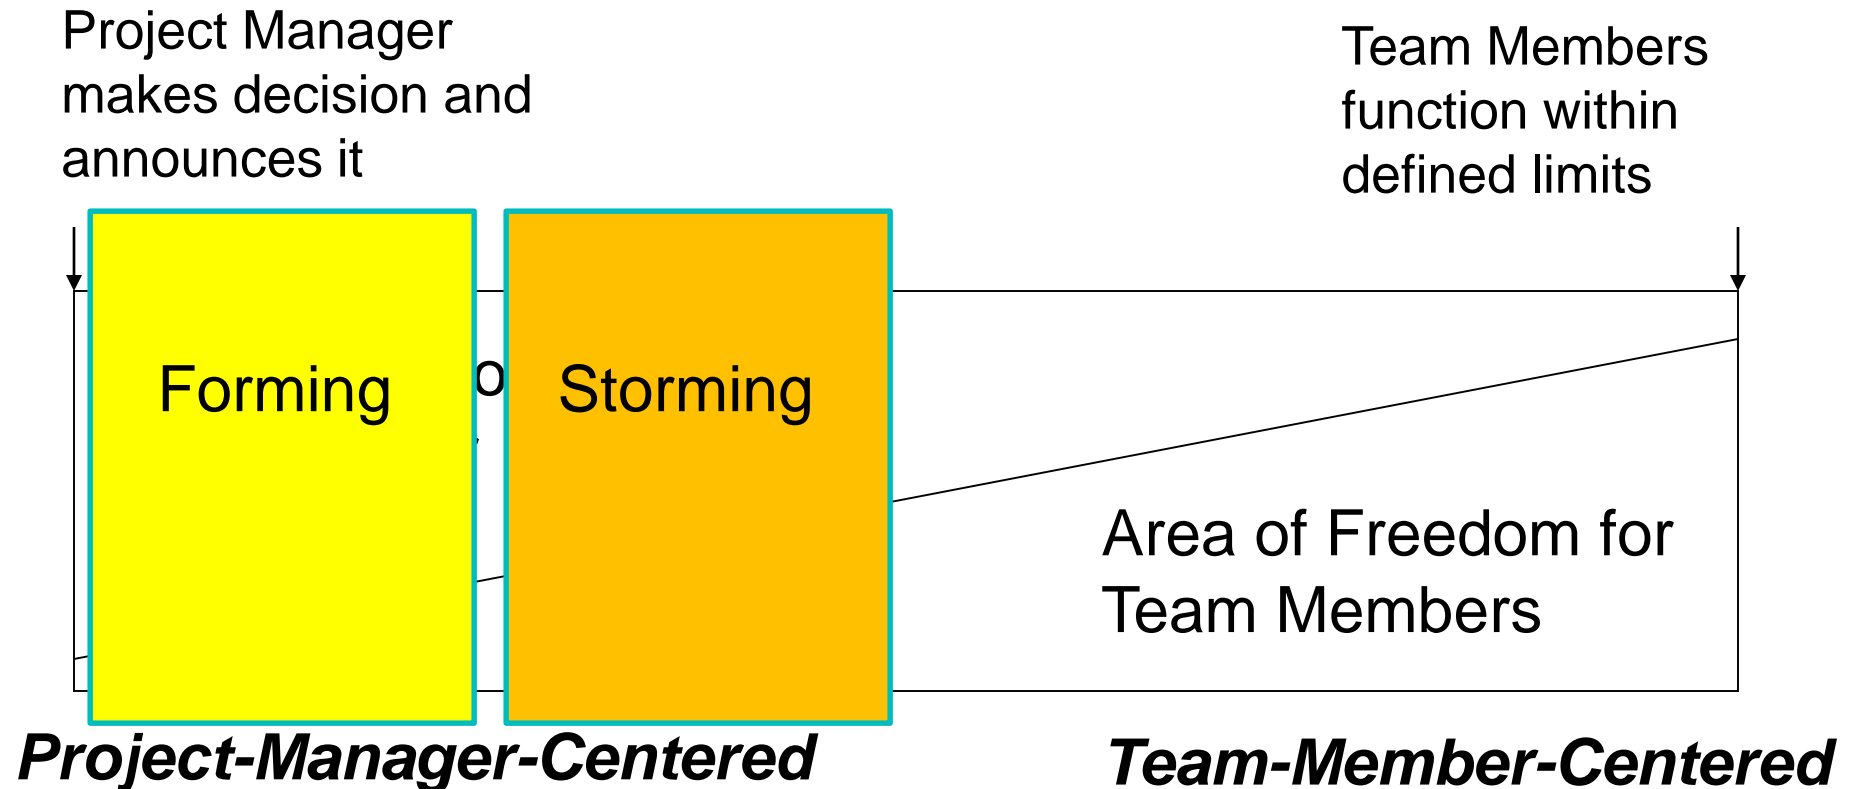 Project Manager
makes decision and
announces it
Team Members
function within
defined limits
Forming
Storming
Area of Freedom for
Team Members
Project-Manager-Centered
Team-Member-Centered